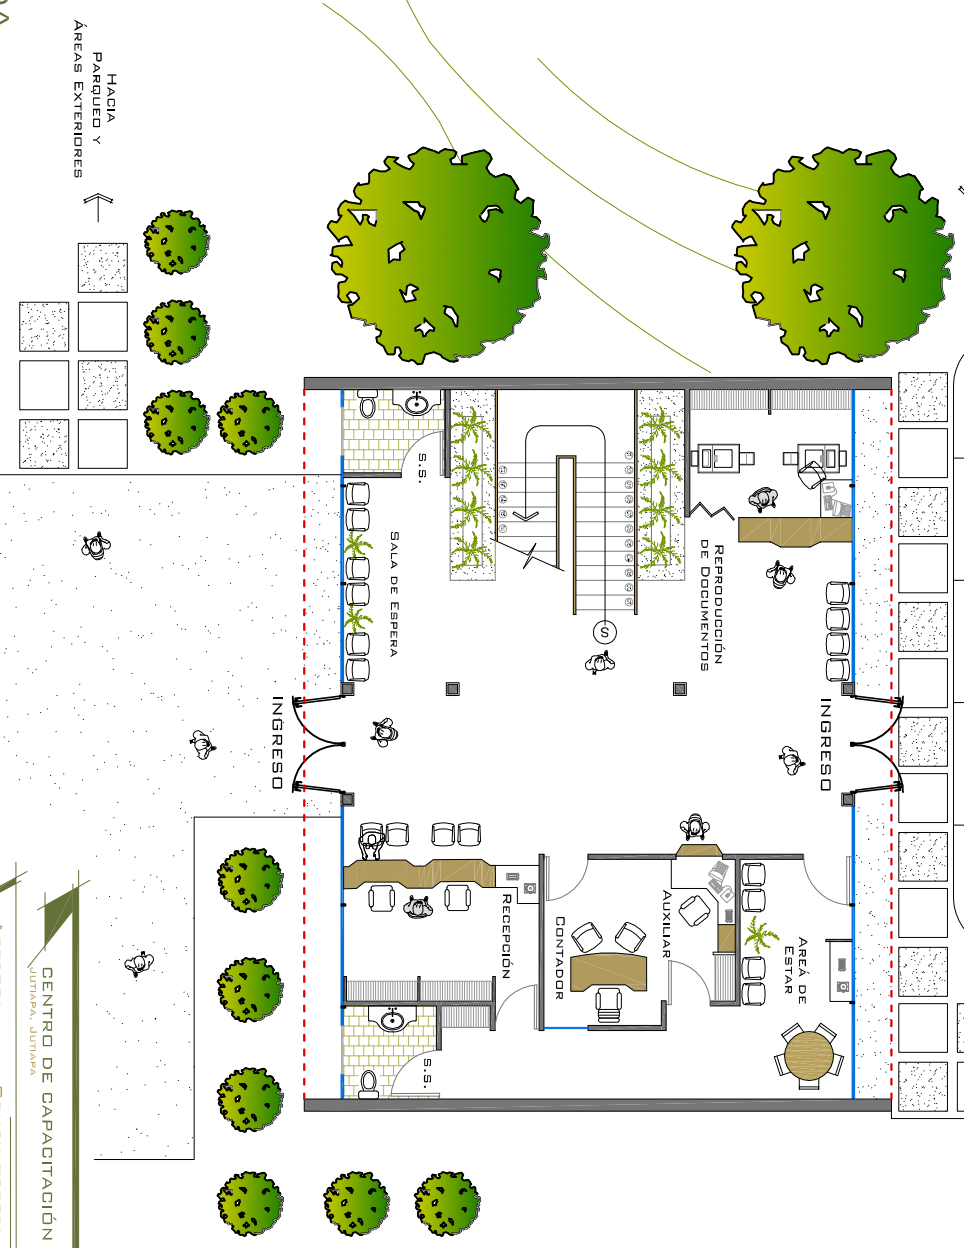 Hacia
Parqueo y
Áreas Exteriores
S.S.
Sala de Espera
INGRESO
S
Reproducción
de Documentos
INGRESO
Recepción
Contador
Auxiliar
Areá de
Estar
S.S.
CENTRO DE CAPACITACIÓN
JUTIAPA, JUTIAPA